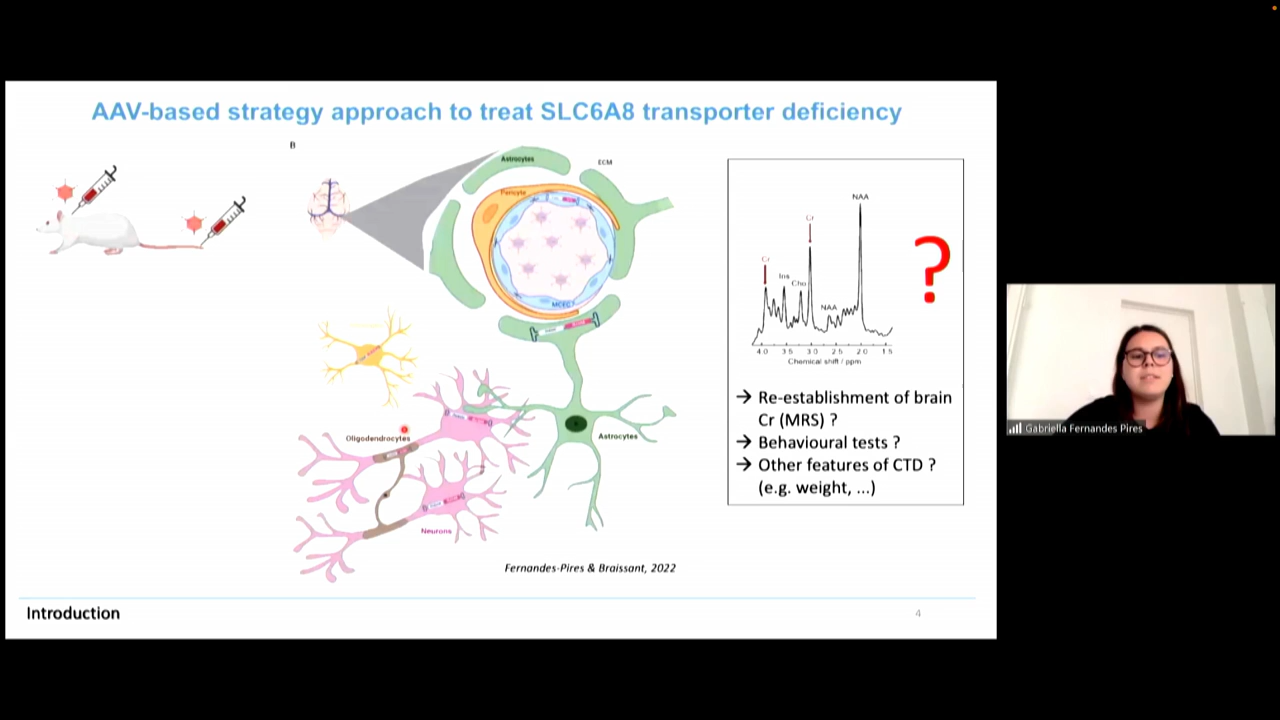 AAV-based strategy approach to treat SLC6A8 transporter deficiency
B
Astrocytes
ECM
Pericyte
MCEC
Oligodendrocytes
Astrocytes
Neurons
Fernandes-Pires & Braissant, 2022
NAA
Cr
Cr
Ins
Cho
NAA
4 0 3 5 3 0 2.5 2 0 1 5
Chemical shift / ppm
?
→ Re-establishment of brain
Cr (MRS) ?
→ Behavioural tests ?
→ Other features of CTD ?
(e.g. weight, ...)
Introduction
4
Gabriella Fernandes Pires